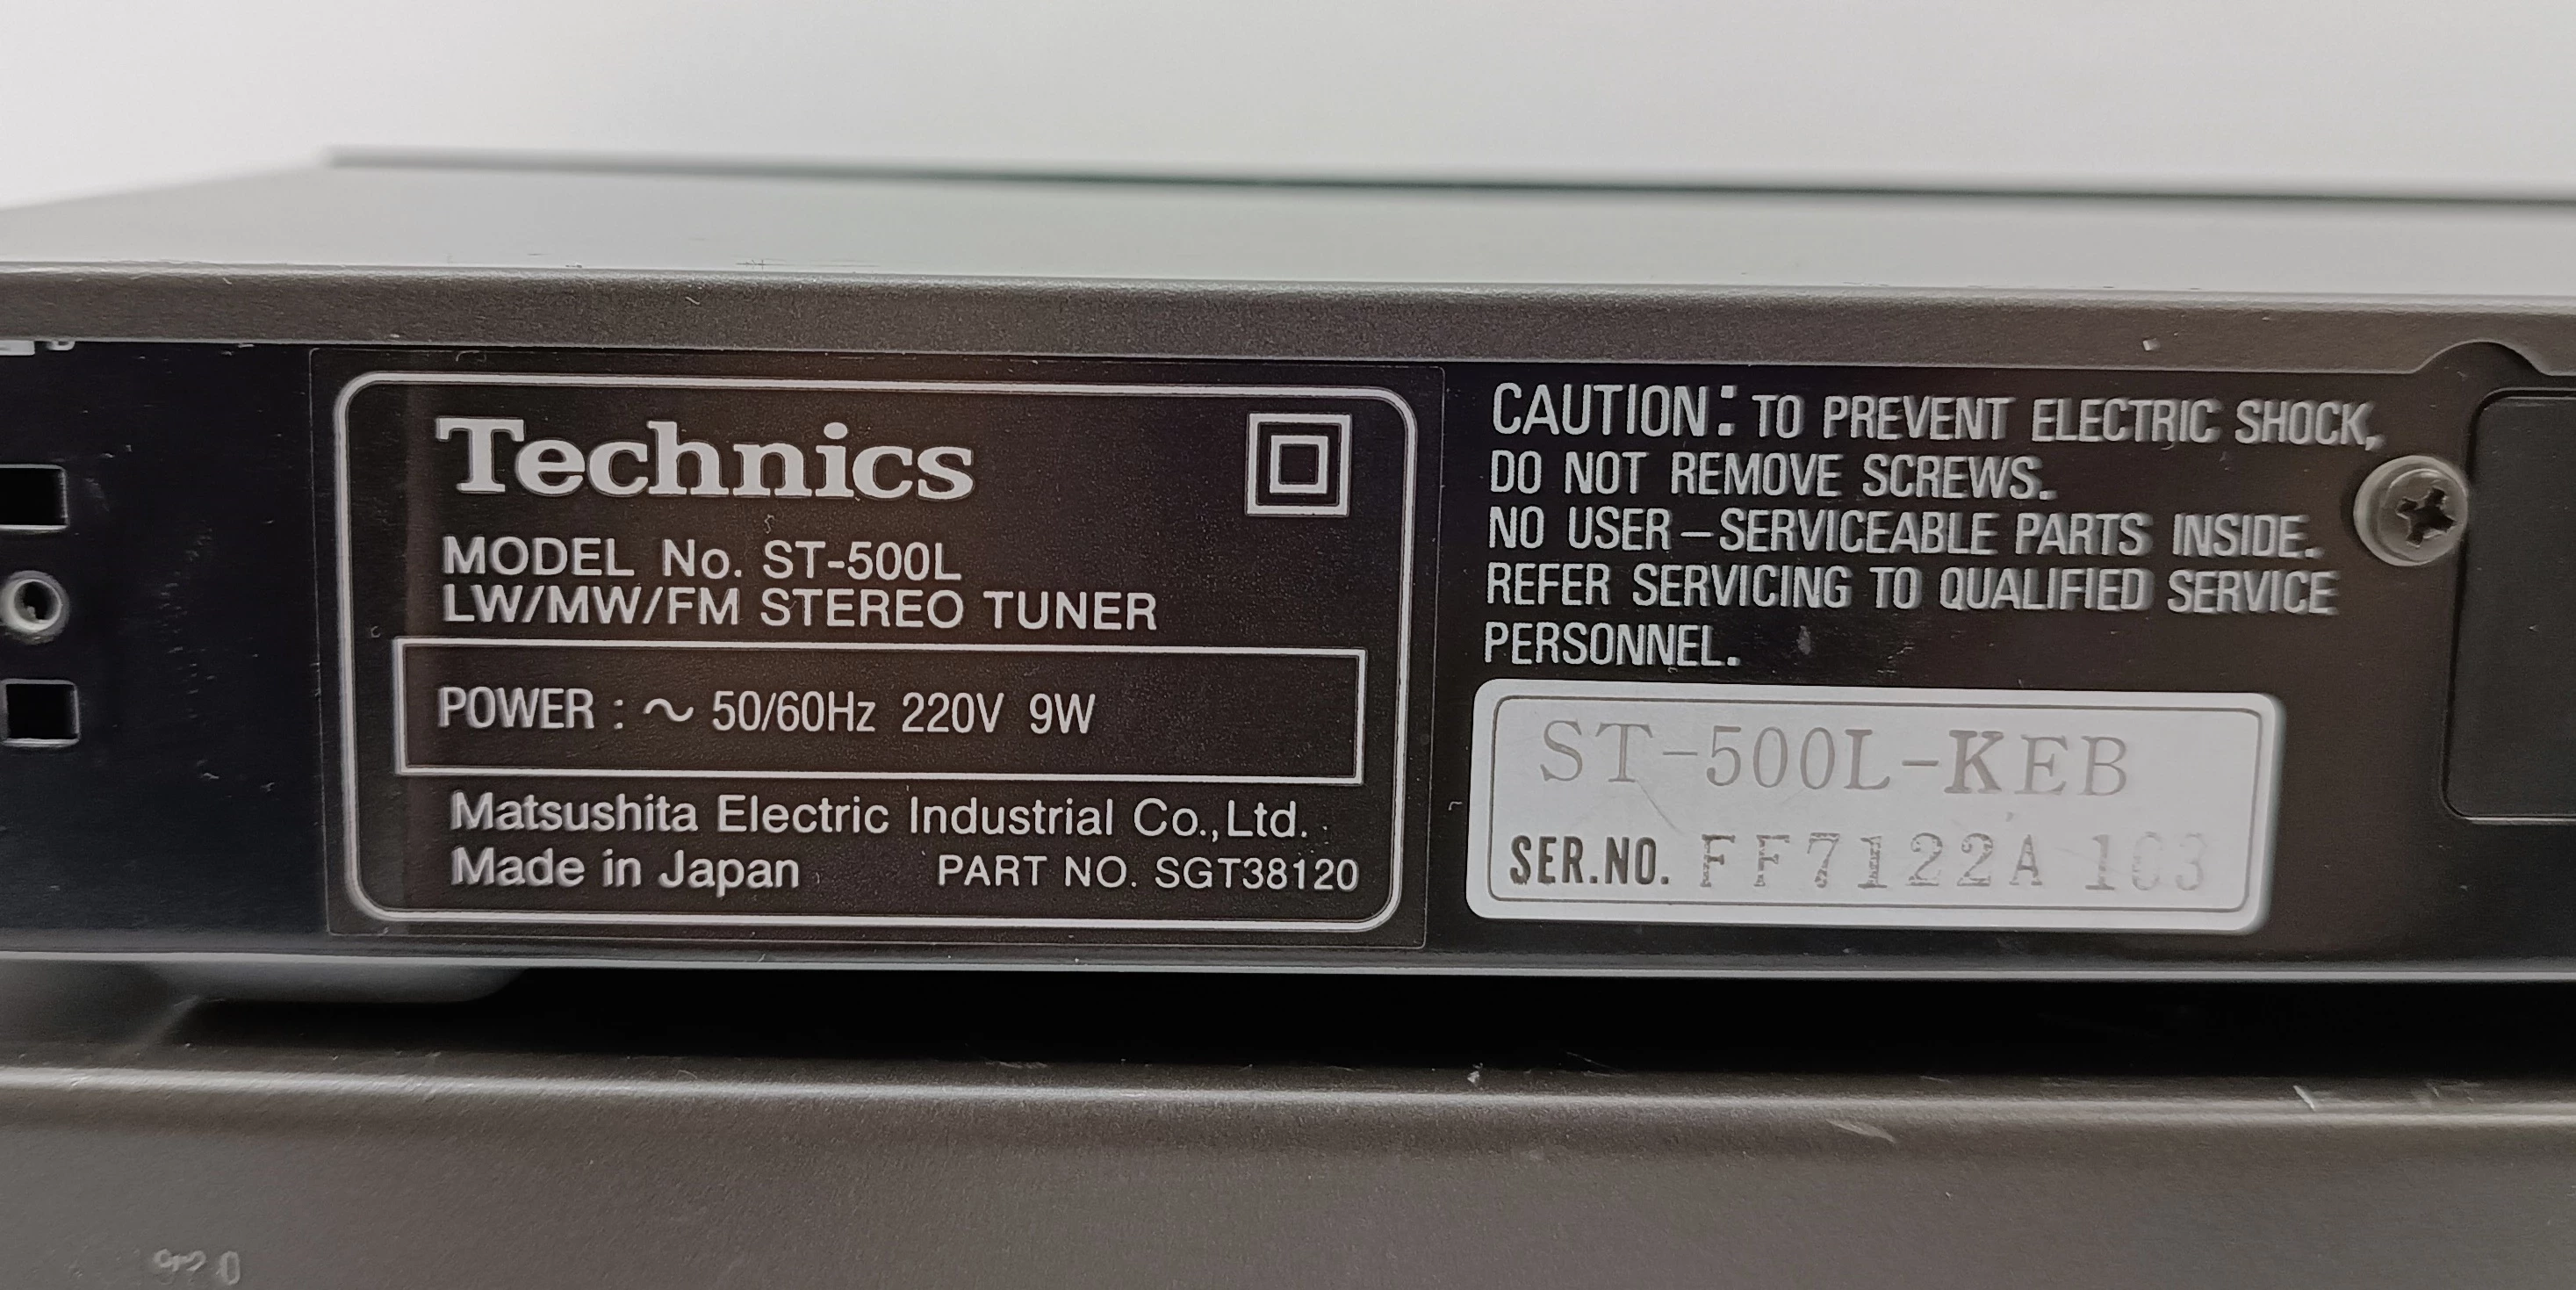 Technics
MODEL No. ST-500L
LW/MW/FM STEREO TUNER
POWER : ~ 50/60Hz 220V 9W
Matsushita Electric Industrial Co.,Ltd.
Made in Japan PART NO. SGT38120
CAUTION: TO PREVENT ELECTRIC SHOCK,
DO NOT REMOVE SCREWS.
NO USER-SERVICEABLE PARTS INSIDE.
REFER SERVICING TO QUALIFIED SERVICE
PERSONNEL.
ST-500L-KEB
SER.NO. FF7122A